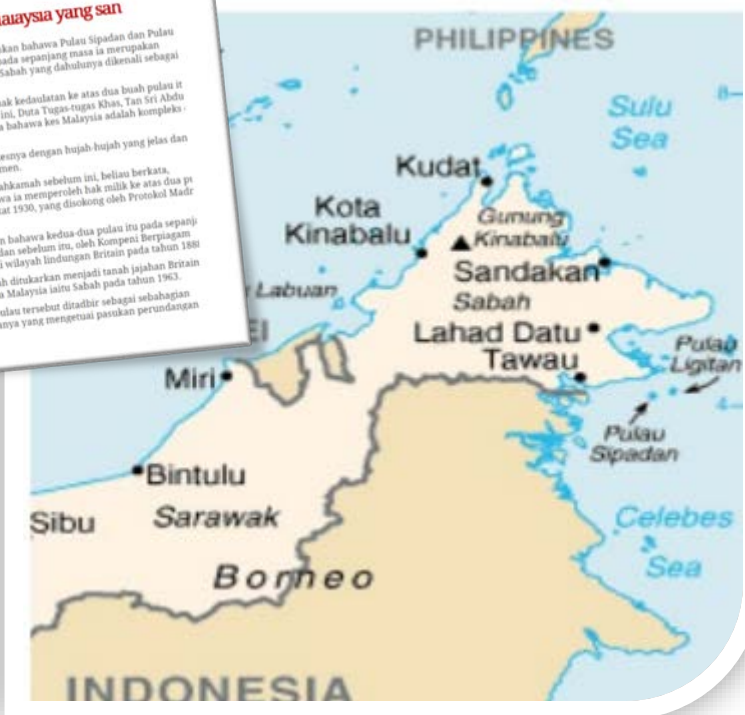 Malaysia yang san
kan bahawa Pulau Sipadan dan Pulau
pada sepanjang masa ia merupakan
Sabah yang dahulunya dikenali sebagai
ak kedaulatan ke atas dua buah pulau it
ini, Duta Tugas-tugas Khas, Tan Sri Abdu
a bahawa kes Malaysia adalah kompleks
esnya dengan hujah-hujah yang jelas dan
men.
ahkamah sebelum ini, beliau berkata,
wa ia memperoleh hak milik ke atas dua pu
at 1930, yang disokong oleh Protokol Madr
n bahawa kedua-dua pulau itu pada sepanj
dan sebelum itu, oleh Kompeni Berpiagam
i wilayah lindungan Britain pada tahun 188
h ditukarkan menjadi tanah jajahan Britain
a Malaysia iaitu Sabah pada tahun 1963.
ulau tersebut ditadbir sebagai sebahagian
anya yang mengetuai pasukan perundangan
PHILIPPINES
8
Sulu
Sea
Kudat
Kota
Kinabalu
Gunung
Kinabalu
Sandakan
Labuan
Sabah
EI
Lahad Datu
Tawau
Pulau
Ligitan
Miri
4
Pulau
Sipadan
Bintulu
Sibu
Sarawak
Celebes
Sea
Borneo
INDONESIA